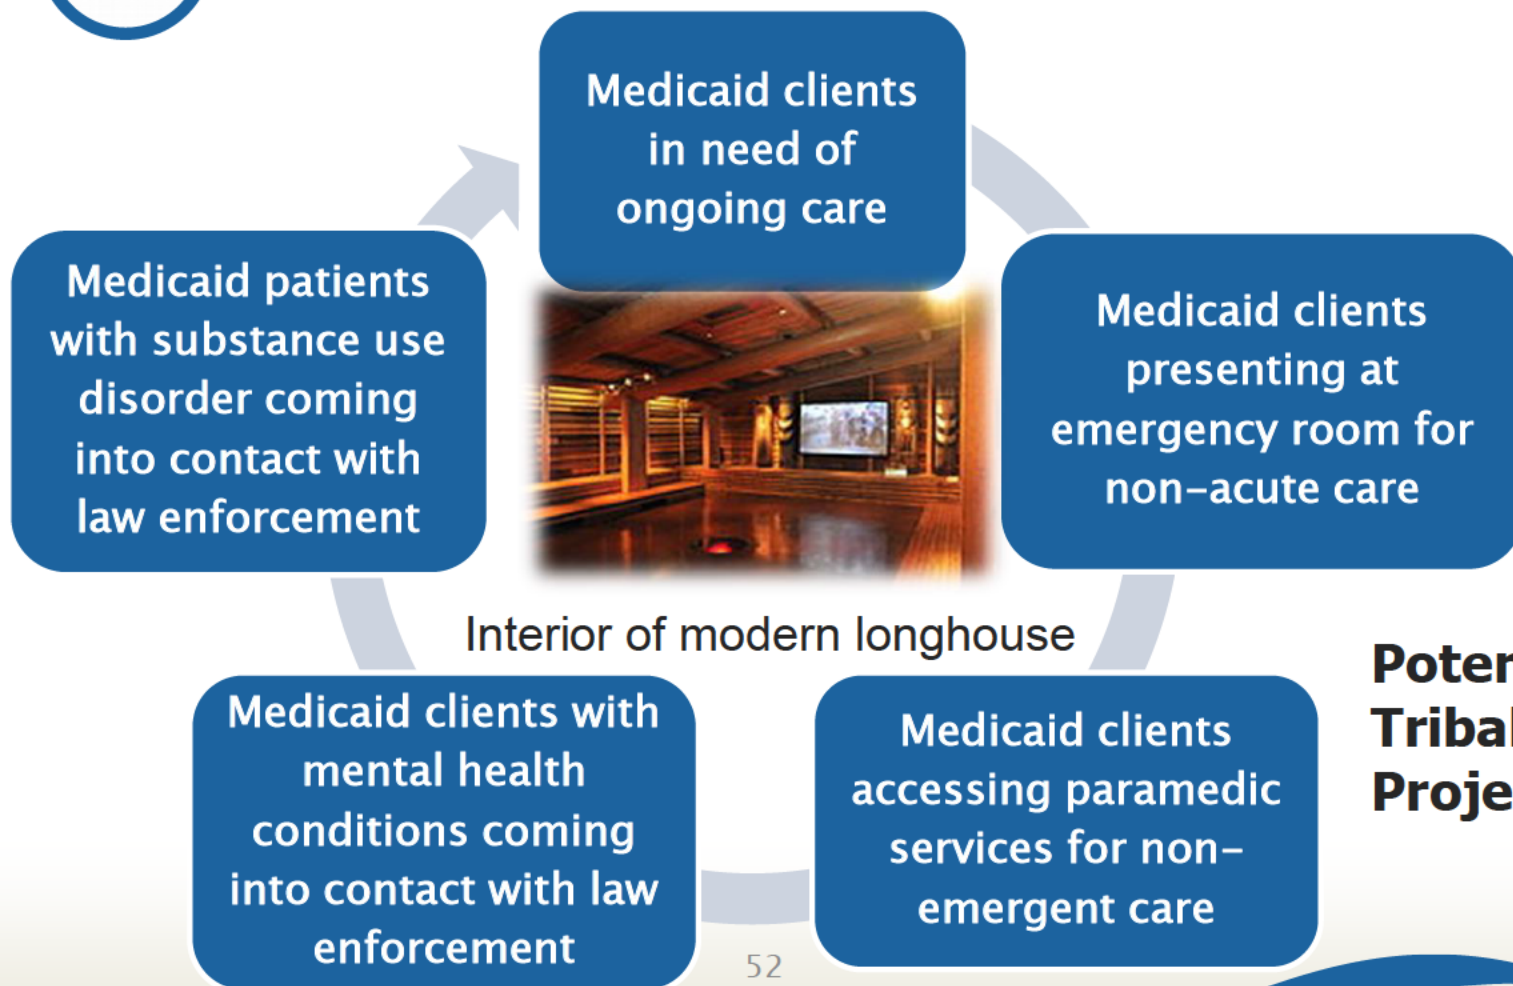 Medicaid clients
in need of
ongoing care
Medicaid clients
presenting at
emergency room for
non–acute care
Medicaid clients
accessing paramedic
services for non–
emergent care
Medicaid clients with
mental health
conditions coming
into contact with law
enforcement
Medicaid patients
with substance use
disorder coming
into contact with
law enforcement
Interior of modern longhouse
52